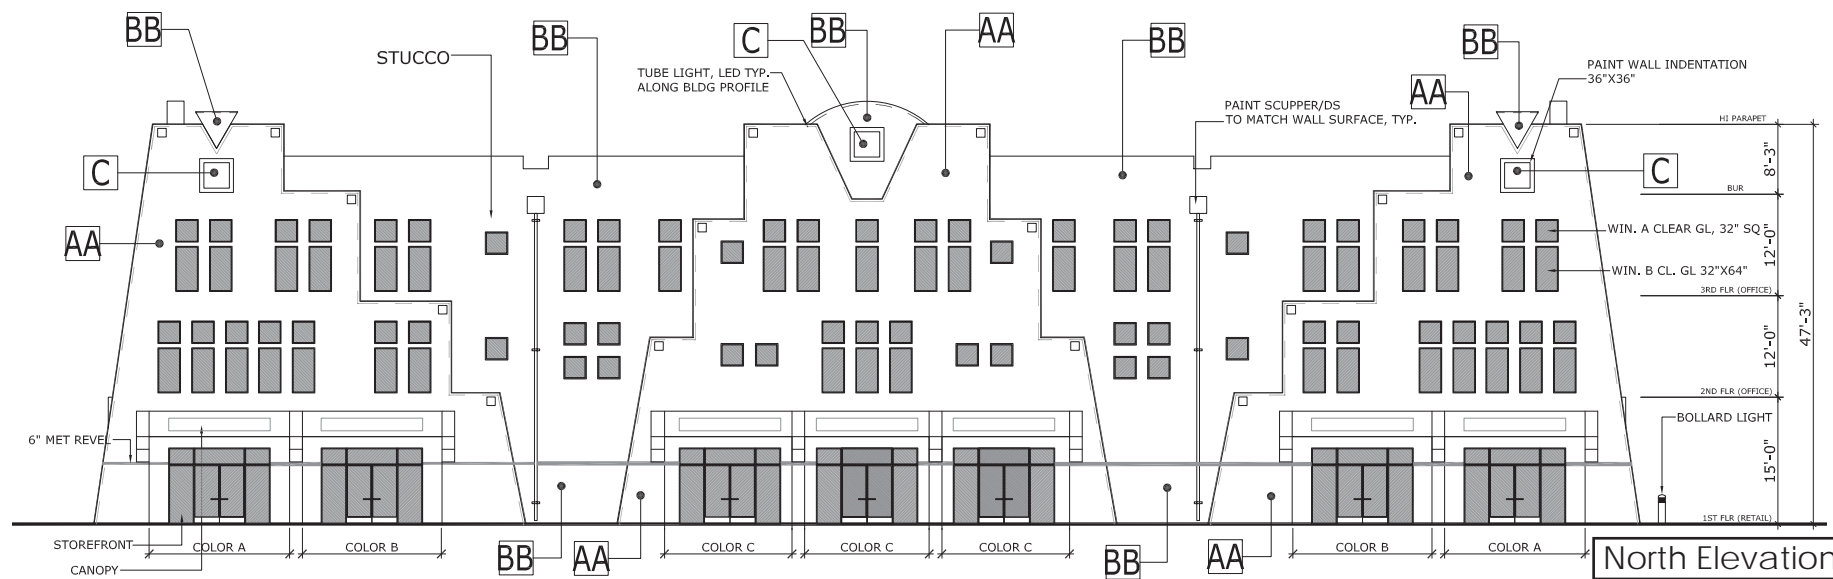 BB
BB
C
BB
AA
BB
BB
STUCCO
TUBE LIGHT, LED TYP.
ALONG BLDG PROFILE
PAINT WALL INDENTATION
36"X36"
AA
PAINT SCUPPER/DS
TO MATCH WALL SURFACE, TYP.
HI PARAPET
C
C
8'-3"
BUR
AA
WIN. A CLEAR GL, 32" SQ
12'-0"
WIN. B CL. GL 32"X64"
3RD FLR (OFFICE)
47'-3"
12'-0"
2ND FLR (OFFICE)
BOLLARD LIGHT
6" MET REVEL
15'-0"
1ST FLR (RETAIL)
STOREFRONT
COLOR A
COLOR B
COLOR C
COLOR C
COLOR C
COLOR B
COLOR A
CANOPY
BB
AA
BB
AA
North Elevation